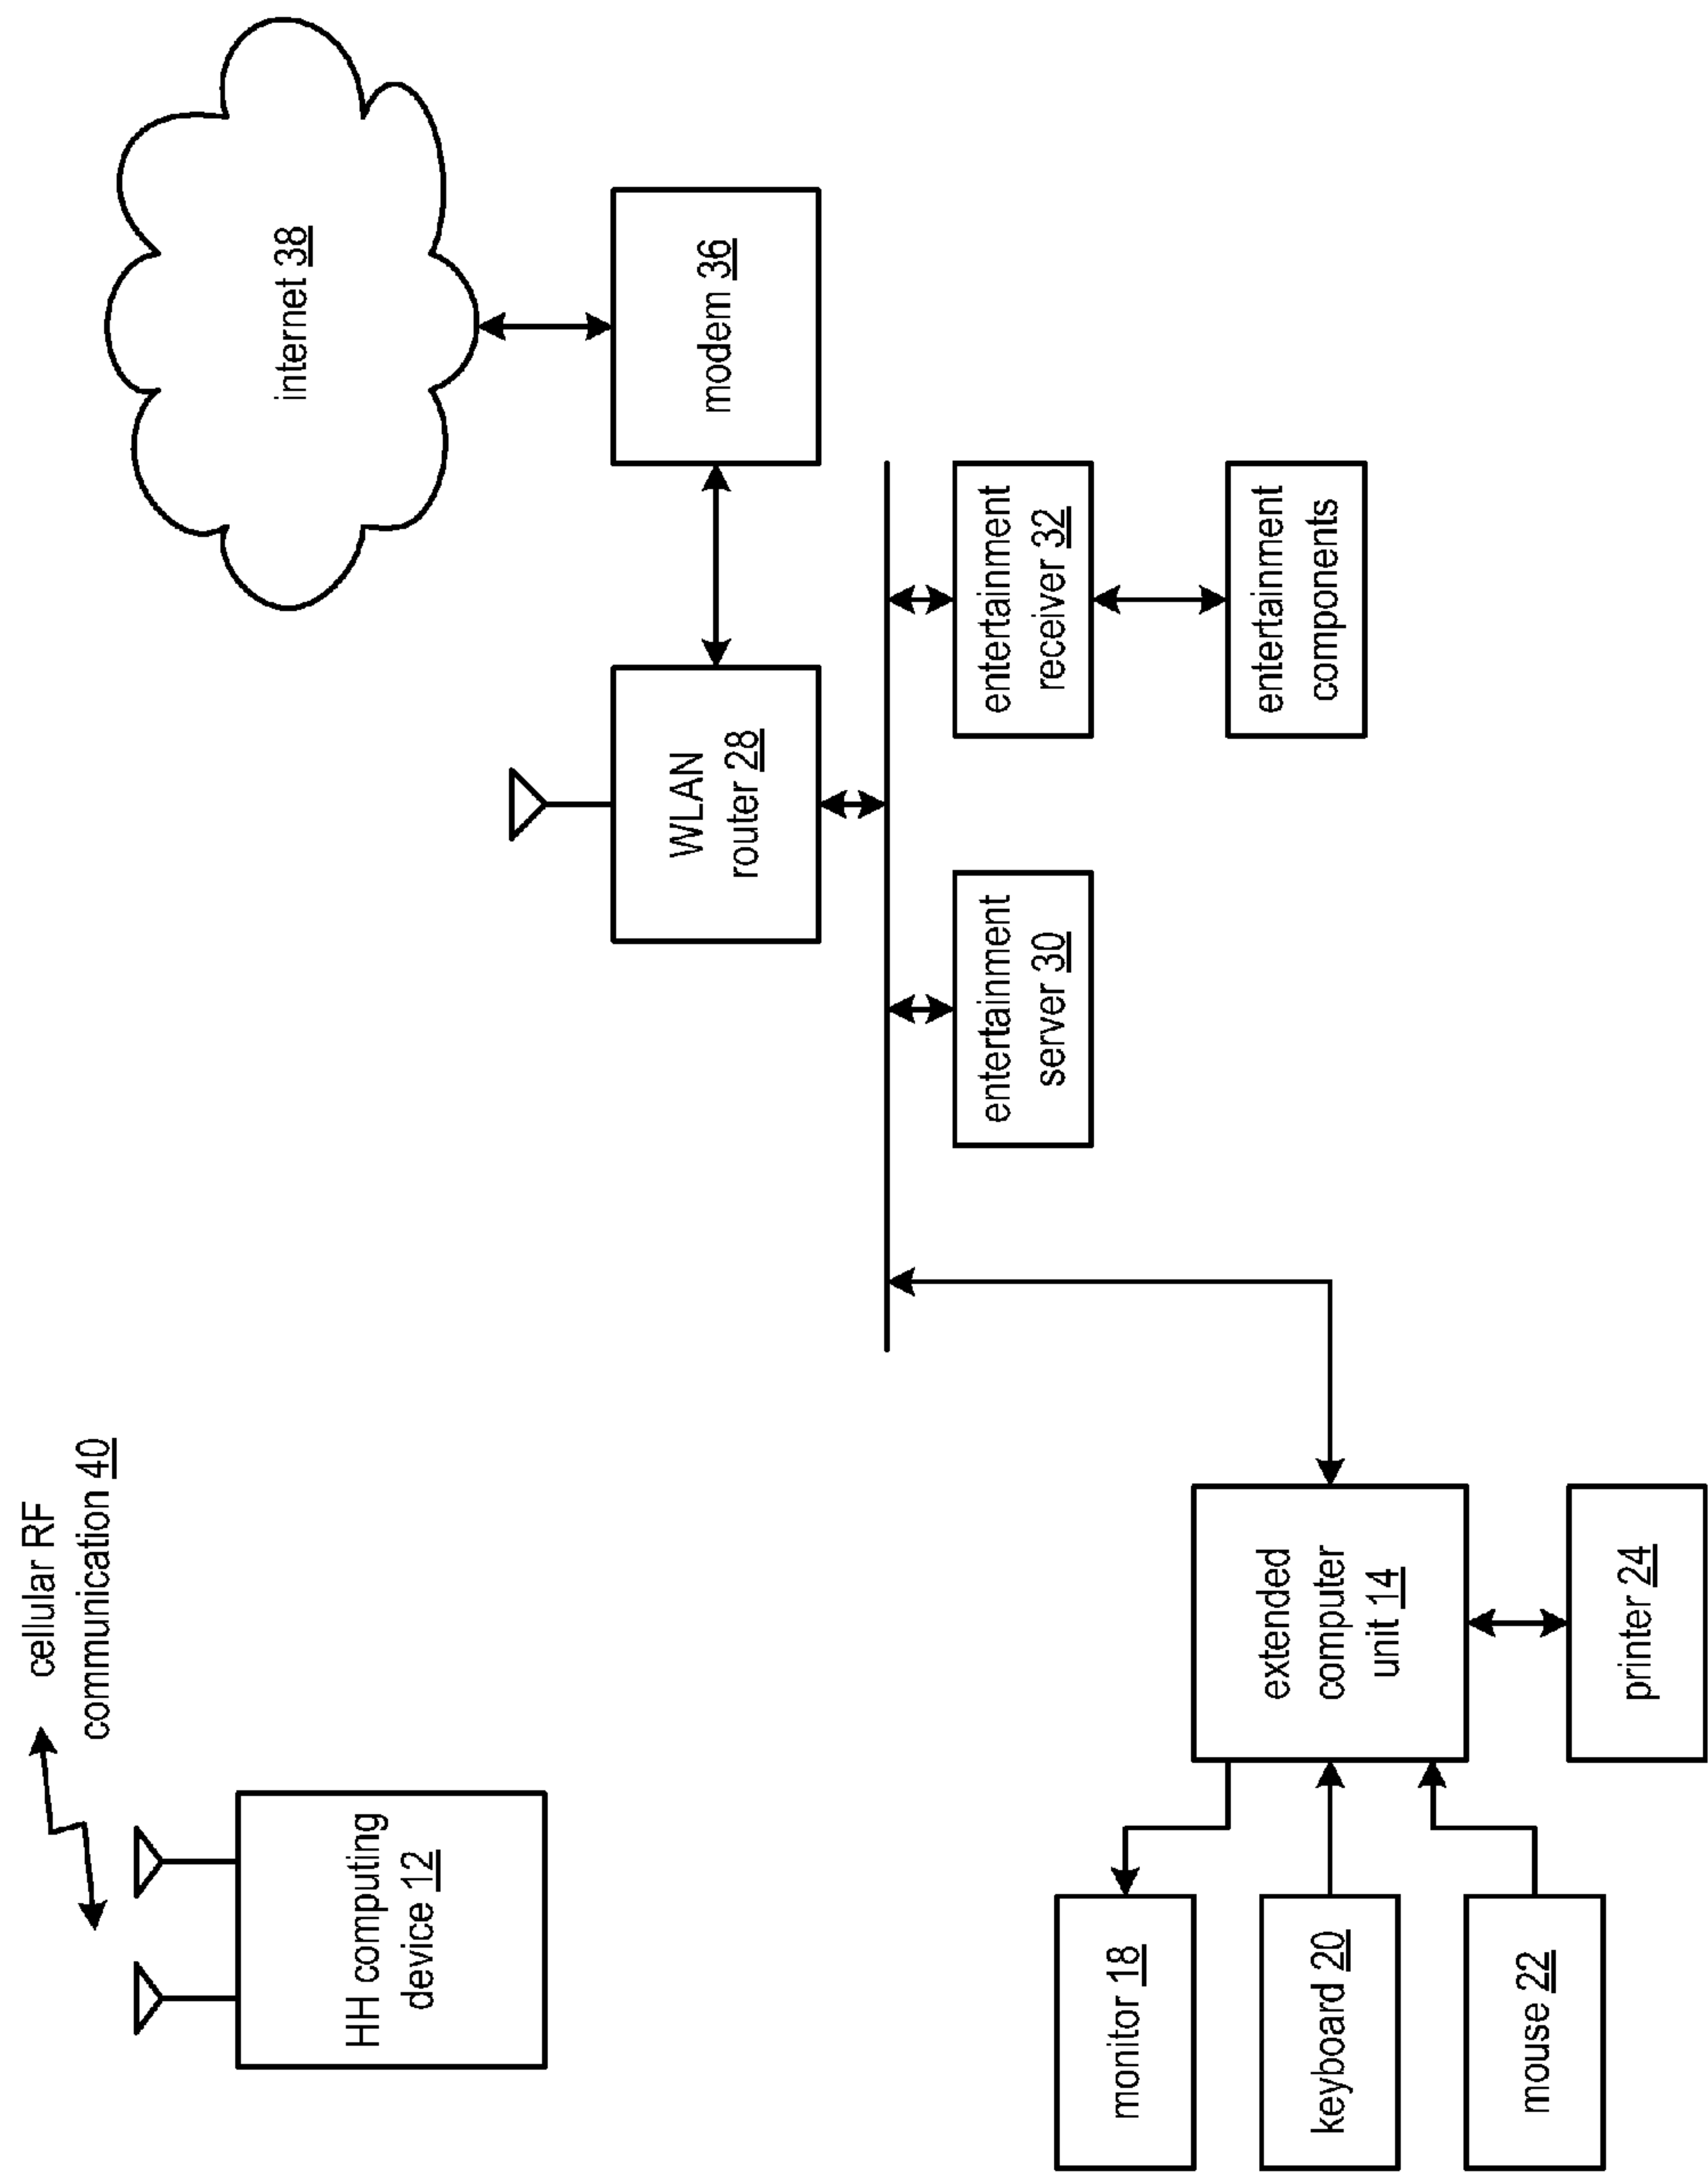 cellular RF
communication 40
HH computing
device 12
internet 38
WLAN
router 28
modem 36
entertainment
server 30
entertainment
receiver 32
entertainment
components
extended
computer
unit 14
monitor 18
keyboard 20
mouse 22
printer 24